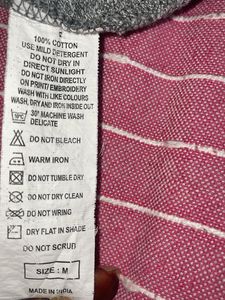 100% COTTON
USE MILD DETERGENT
DO NOT DRY IN
DIRECT SUNLIGHT
DO NOT IRON DIRECTLY
ON PRINT/EMBROIDERY
WASH WITH LIKE COLOURS
WASH, DRY AND IRON INSIDE OUT
30° MACHINE WASH
DELICATE
DO NOT BLEACH
WARM IRON
DO NOT TUMBLE DRY
DO NOT DRY CLEAN
DO NOT WRING
DRY FLAT IN SHADE
DO NOT SCRUB
SIZE : M
MADE IN INDIA